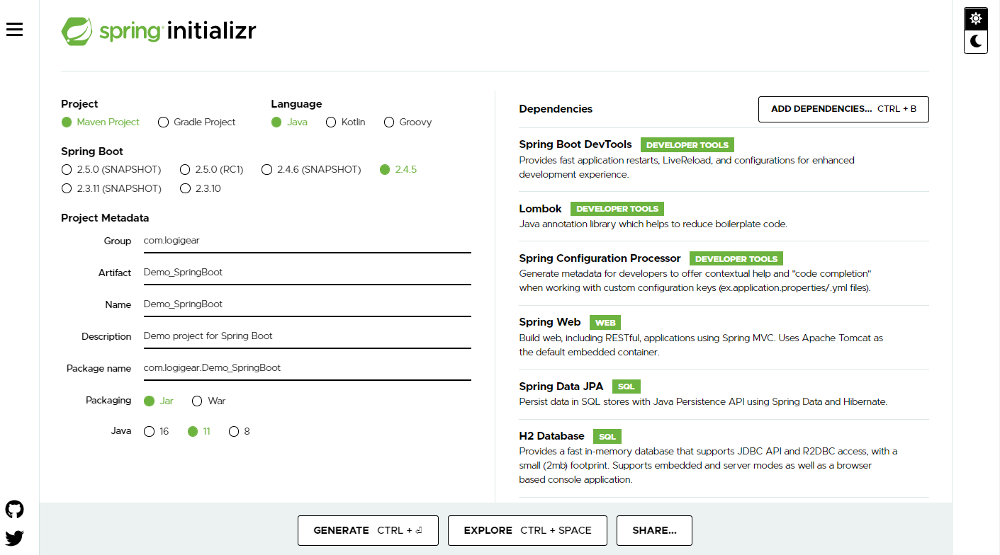 spring initializr
Project
Maven Project Gradle Project
Language
Java Kotlin Groovy
Spring Boot
2.5.0 (SNAPSHOT) 2.5.0 (RC1) 2.4.6 (SNAPSHOT) 2.4.5
2.3.11 (SNAPSHOT) 2.3.10
Project Metadata
Group com.logigear
Artifact Demo_SpringBoot
Name Demo_SpringBoot
Description Demo project for Spring Boot
Package name com.logigear.Demo_SpringBoot
Packaging Jar War
Java 16 11 8
Dependencies ADD DEPENDENCIES... CTRL + B
Spring Boot DevTools DEVELOPER TOOLS
Provides fast application restarts, LiveReload, and configurations for enhanced
development experience.
Lombok DEVELOPER TOOLS
Java annotation library which helps to reduce boilerplate code.
Spring Configuration Processor DEVELOPER TOOLS
Generate metadata for developers to offer contextual help and "code completion"
when working with custom configuration keys (ex.application.properties/.yml files).
Spring Web WEB
Build web, including RESTful, applications using Spring MVC. Uses Apache Tomcat as
the default embedded container.
Spring Data JPA SQL
Persist data in SQL stores with Java Persistence API using Spring Data and Hibernate.
H2 Database SQL
Provides a fast in-memory database that supports JDBC API and R2DBC access, with a
small (2mb) footprint. Supports embedded and server modes as well as a browser
based console application.
GENERATE CTRL + ⏎ EXPLORE CTRL + SPACE SHARE...